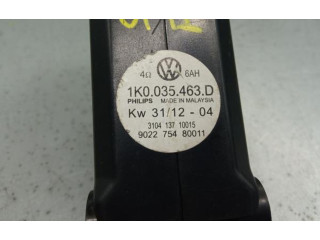 4Ω 6AH
1K0.035.463.D
PHILIPS MADE IN MALAYSIA
Kw 31/12 - 04
3104 137 10015
9022 754 80011